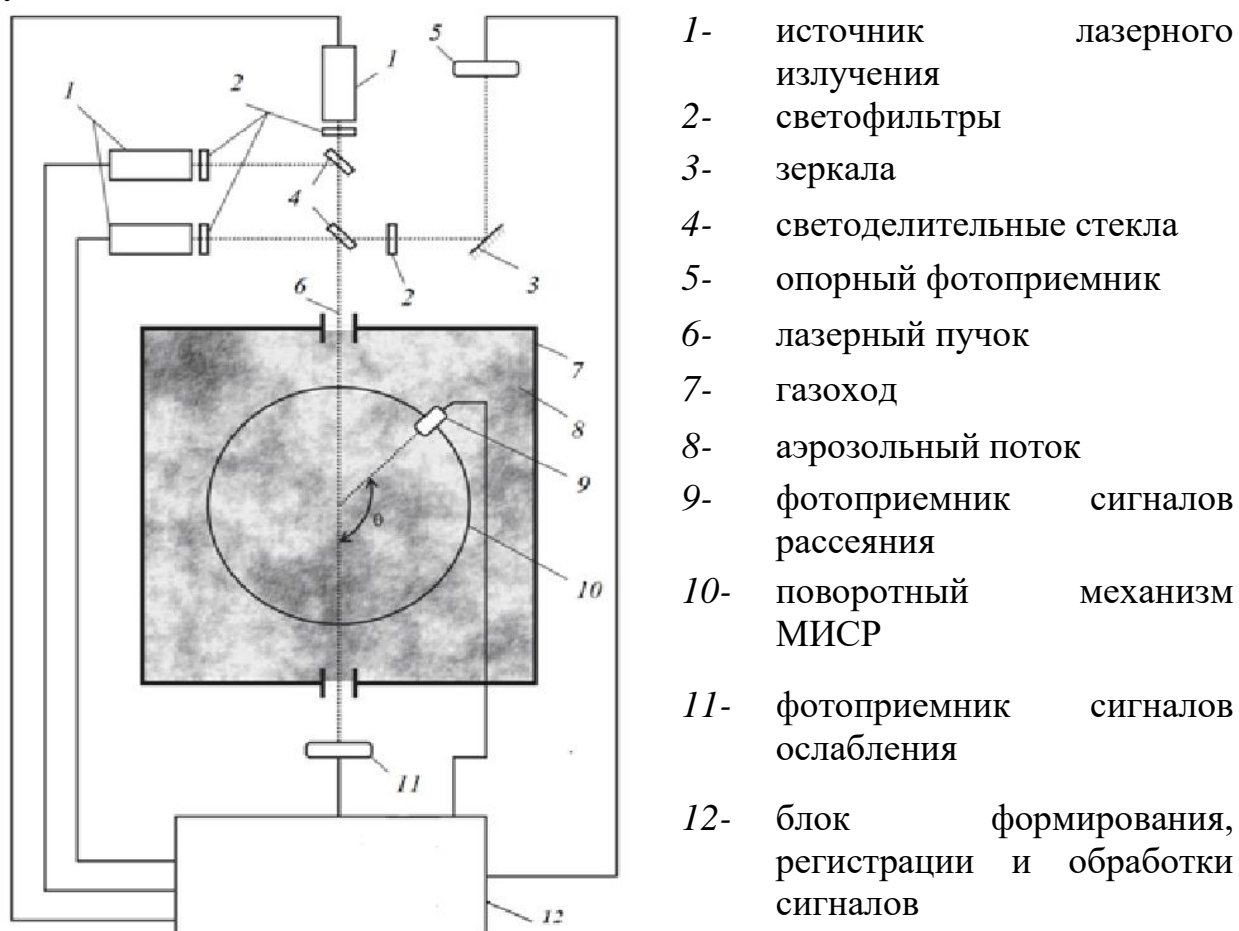 5
1
2
1
4
6
2
3
7
8
9
θ
10
11
12
1- источник лазерного
излучения
2- светофильтры
3- зеркала
4- светоделительные стекла
5- опорный фотоприемник
6- лазерный пучок
7- газоход
8- аэрозольный поток
9- фотоприемник сигналов
рассеяния
10- поворотный механизм
МИСР
11- фотоприемник сигналов
ослабления
12- блок формирования,
регистрации и обработки
сигналов